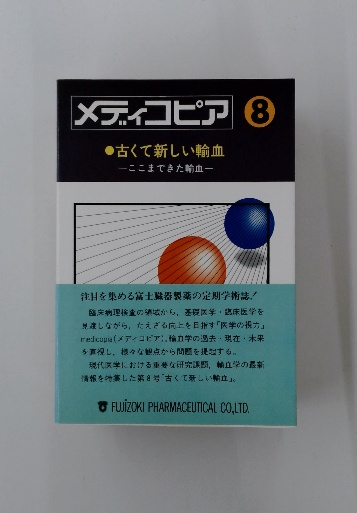 メディコピア 8
●古くて新しい輸血
―ここまできた輸血―
注目を集める富士臓器製薬の定期学術誌!
臨床病理検査の領域から、基礎医学・臨床医学を
見渡しながら、たえざる向上を目指す「医学の視力」
medicopia(メディコピア)。輸血学の過去・現在・未来
を直視し、様々な観点から問題を提起する。
現代医学における重要な研究課題、輸血学の最新
情報を特集した第8号「古くて新しい輸血」。
FUJIZOKI PHARMACEUTICAL CO.,LTD.